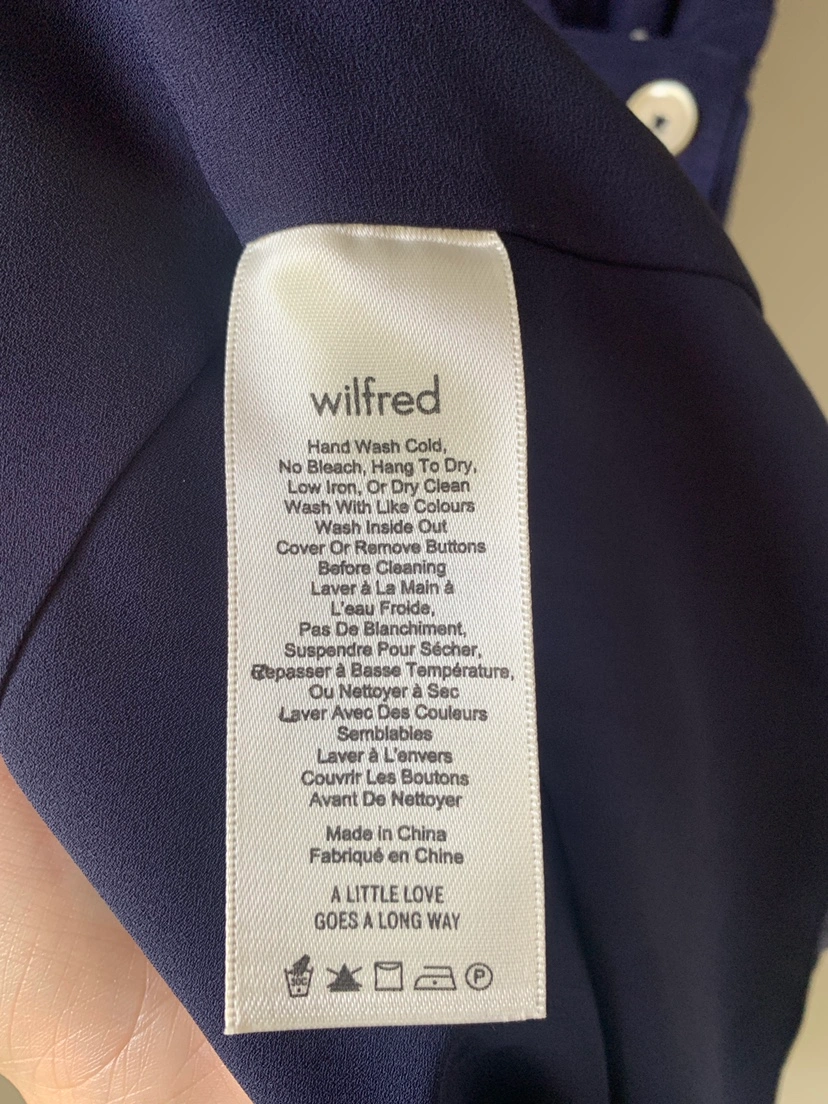 wilfred
Hand Wash Cold,
No Bleach, Hang To Dry,
Low Iron, Or Dry Clean
Wash With Like Colours
Wash Inside Out
Cover Or Remove Buttons
Before Cleaning
Laver à La Main à
L'eau Froide,
Pas De Blanchiment,
Suspendre Pour Sécher,
Repasser à Basse Température,
Ou Nettoyer à Sec
Laver Avec Des Couleurs
Semblables
Laver à L'envers
Couvrir Les Boutons
Avant De Nettoyer
Made in China
Fabriqué en Chine
A LITTLE LOVE
GOES A LONG WAY
30C P